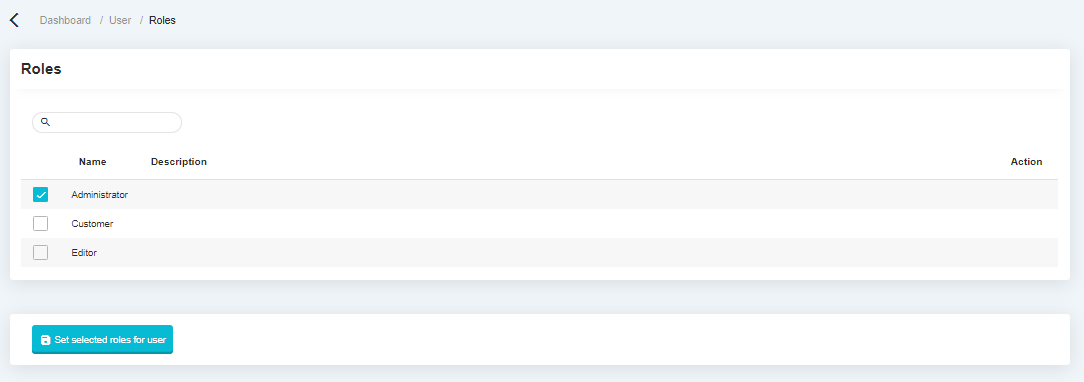 Dashboard / User / Roles
Roles
Name Description Action
Administrator
Customer
Editor
Set selected roles for user